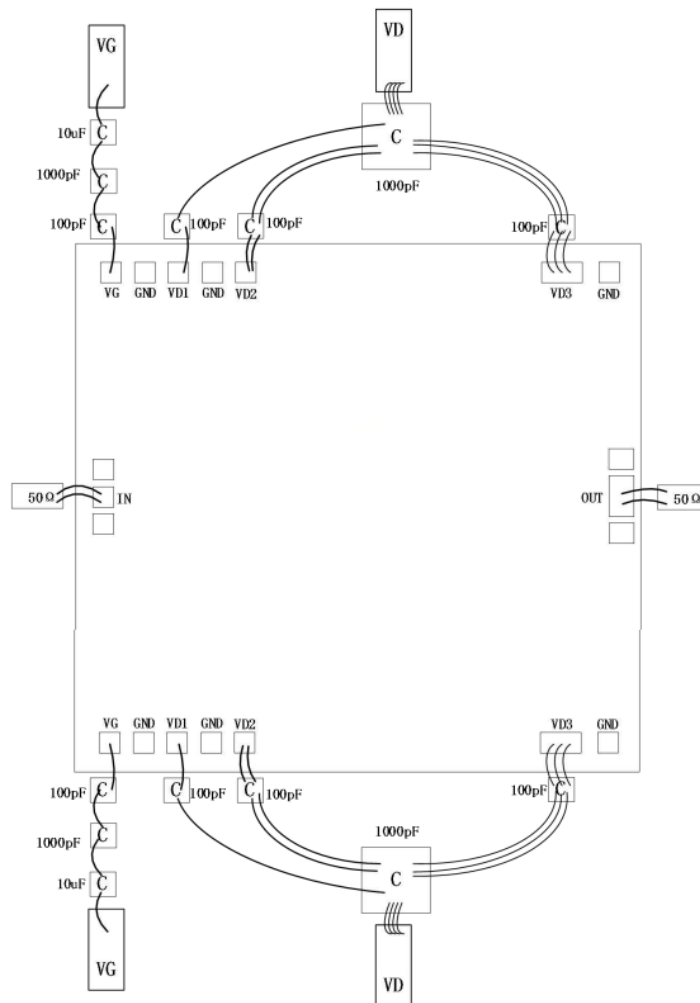 VG
VD
10uF C
C
1000pF C
1000pF
100pF C
C 100pF
C 100pF
100pF C
VG GND VD1 GND VD2
VD3 GND
50Ω IN
OUT 50Ω
VG GND VD1 GND VD2
VD3 GND
100pF C
C 100pF
C 100pF
100pF C
1000pF C
1000pF
10uF C
C
VG
VD